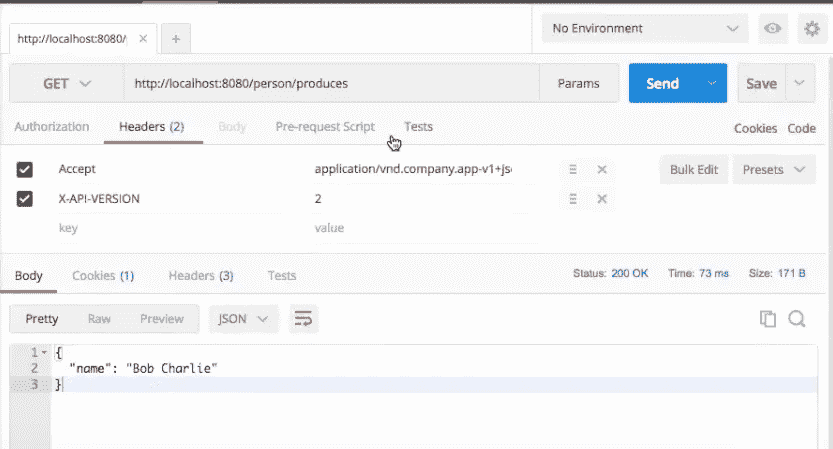 http://localhost:8080/
No Environment
GET http://localhost:8080/person/produces Params Send Save
Authorization Headers (2) Body Pre-request Script Tests Cookies Code
Accept application/vnd.company.app-v1+js Bulk Edit Presets
X-API-VERSION 2
key value
Body Cookies (1) Headers (3) Tests Status: 200 OK Time: 73 ms Size: 171 B
Pretty Raw Preview JSON
1 {
2 "name": "Bob Charlie"
3 }